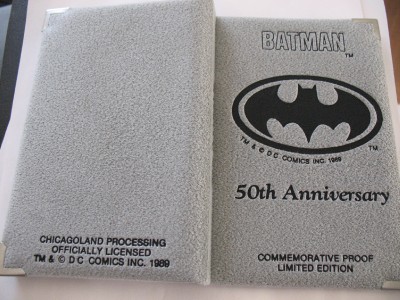 CHICAGOLAND PROCESSING
OFFICIALLY LICENSED
TM & © DC COMICS INC. 1989
BATMAN
TM
TM & © DC COMICS INC. 1989
TM
50th Anniversary
COMMEMORATIVE PROOF
LIMITED EDITION